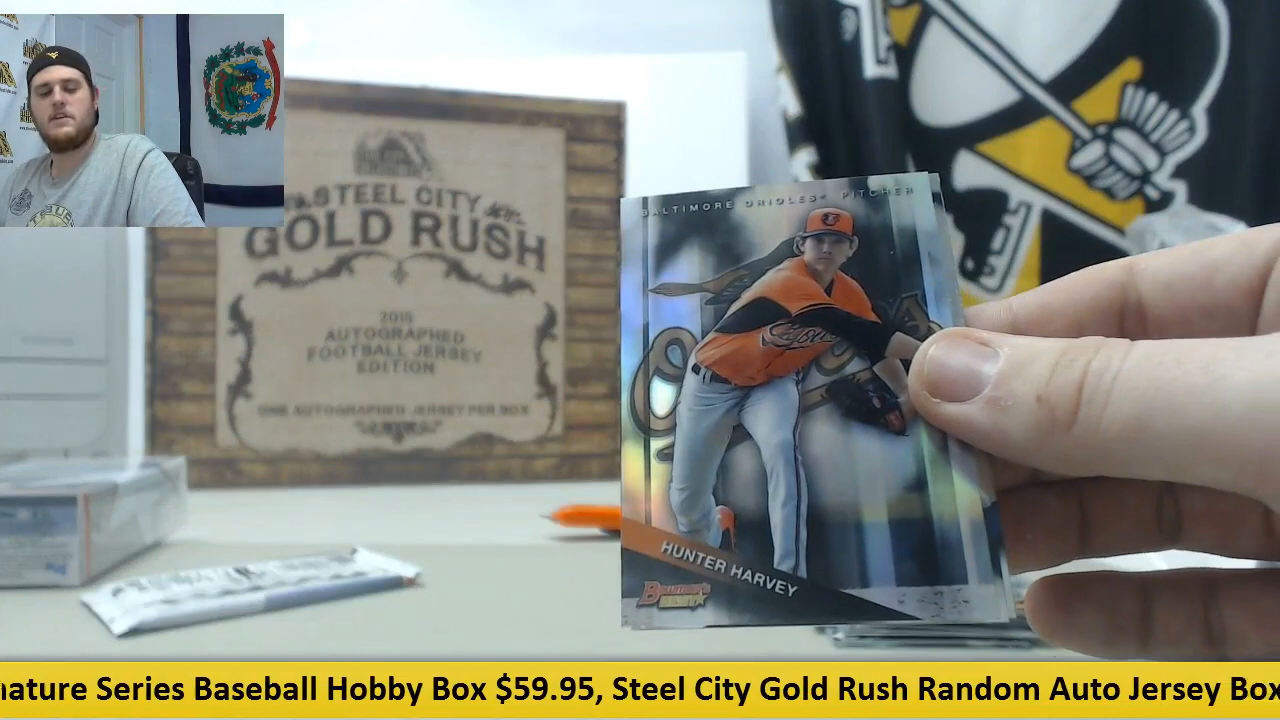 STEEL CITY
GOLD RUSH
2015
AUTOGRAPHED
FOOTBALL JERSEY
EDITION
ONE AUTOGRAPHED JERSEY PER BOX
BALTIMORE ORIOLES PITCHER
Orioles
HUNTER HARVEY
BOWMAN'S
BEST
nature Series Baseball Hobby Box $59.95, Steel City Gold Rush Random Auto Jersey Box